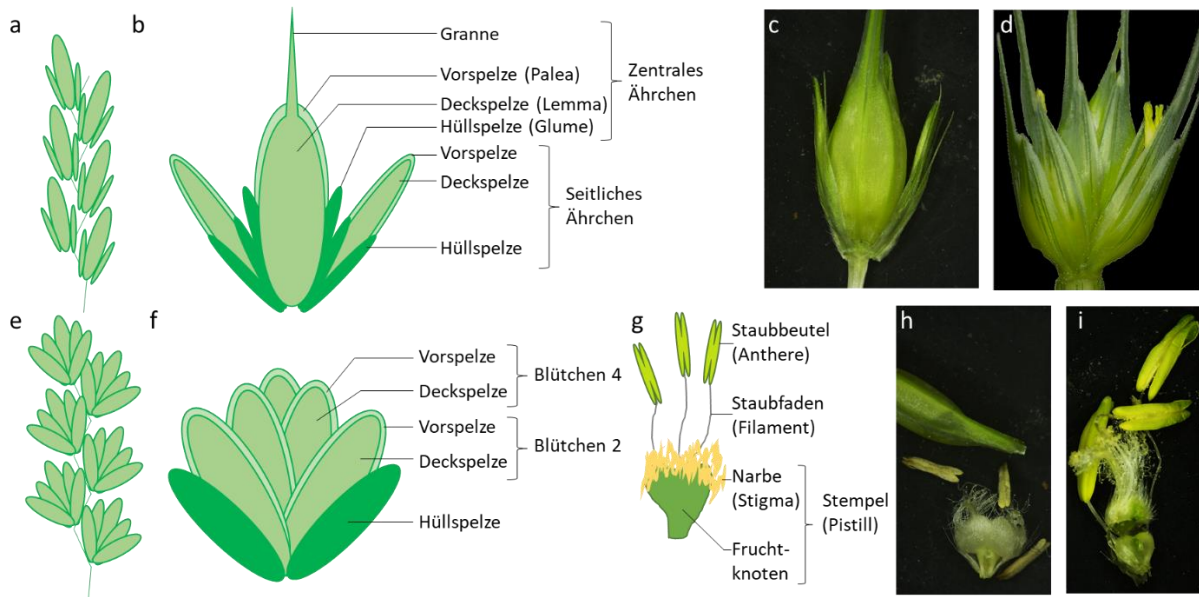 a
b
Granne
Vorspelze (Palea)
Deckspelze (Lemma)
Hüllspelze (Glume)
Zentrales
Ährchen
Vorspelze
Deckspelze
Hüllspelze
Seitliches
Ährchen
c
d
e
f
Vorspelze
Deckspelze
Blütchen 4
Vorspelze
Deckspelze
Blütchen 2
Hüllspelze
g
Staubbeutel
(Anthere)
Staubfaden
(Filament)
Narbe
(Stigma)
Frucht-
knoten
Stempel
(Pistill)
h
i